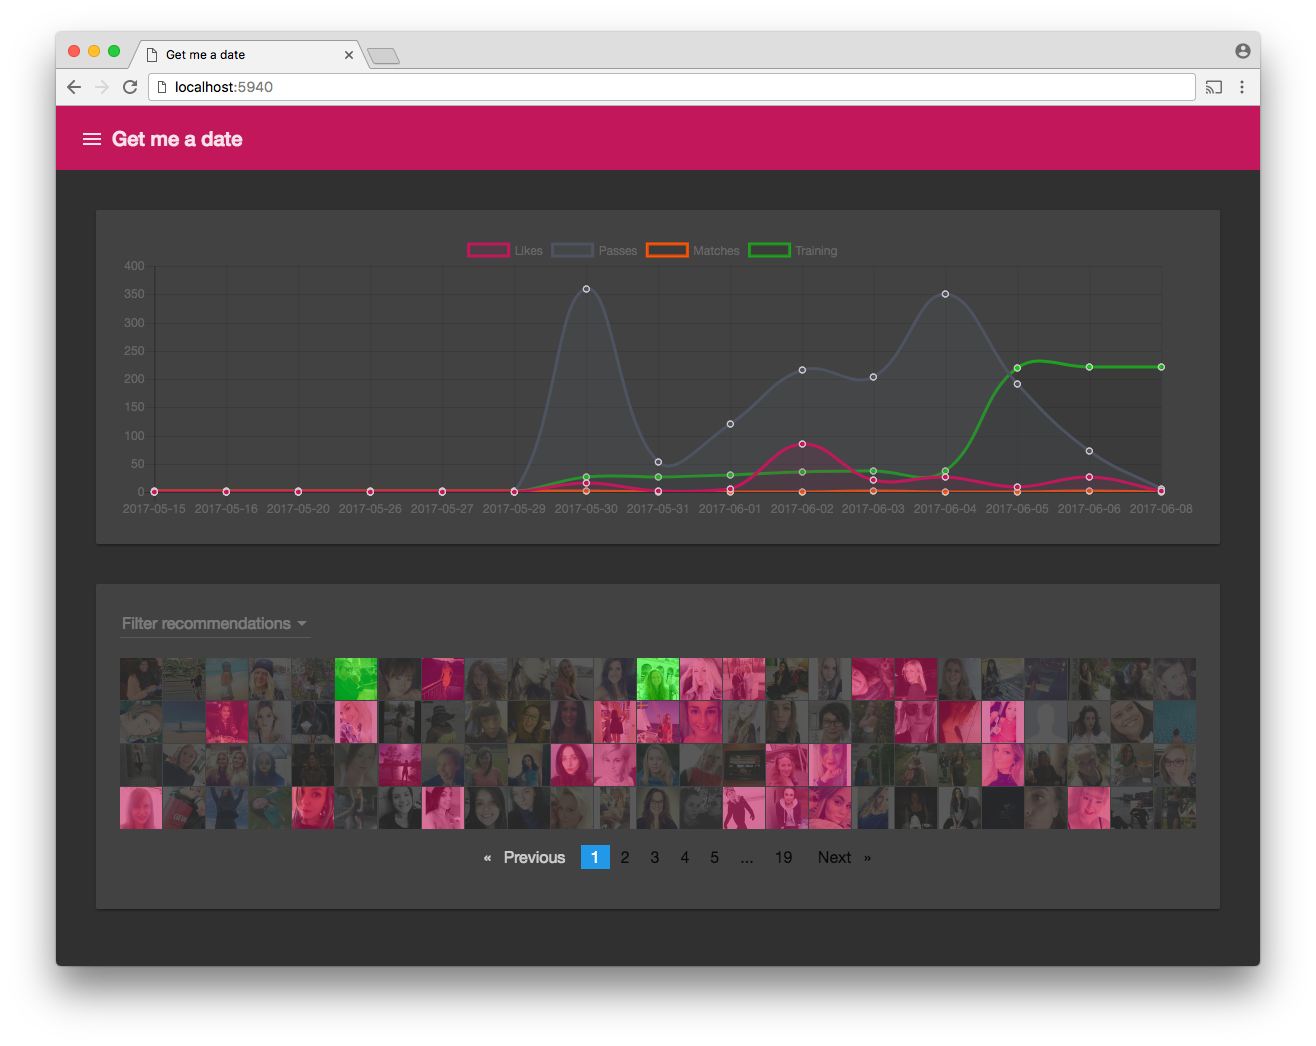 Get me a date
localhost:5940
Get me a date
Likes Passes Matches Training
400
350
300
250
200
150
100
50
0
2017-05-15 2017-05-16 2017-05-20 2017-05-26 2017-05-27 2017-05-29 2017-05-30 2017-05-31 2017-06-01 2017-06-02 2017-06-03 2017-06-04 2017-06-05 2017-06-06 2017-06-08
Filter recommendations
« Previous 1 2 3 4 5 ... 19 Next »